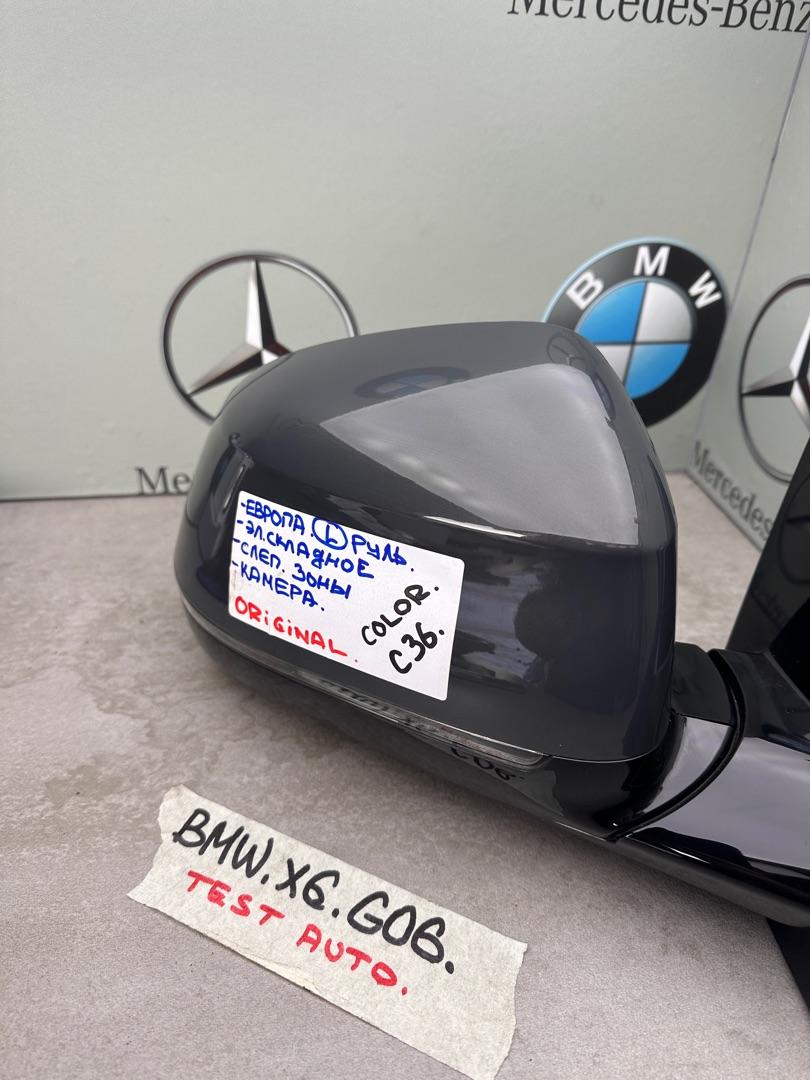 Mercedes-Benz
BMW
Me
Mercedes
-ЕВРОПА. L РУЛЬ.
-ЭЛ.СКЛАДНОЕ
-СЛЕП. ЗОНЫ
-КАМЕРА.
ORiGiNAL.
COLOR.
C36.
BMW.X6.G06.
TEST AUTO.